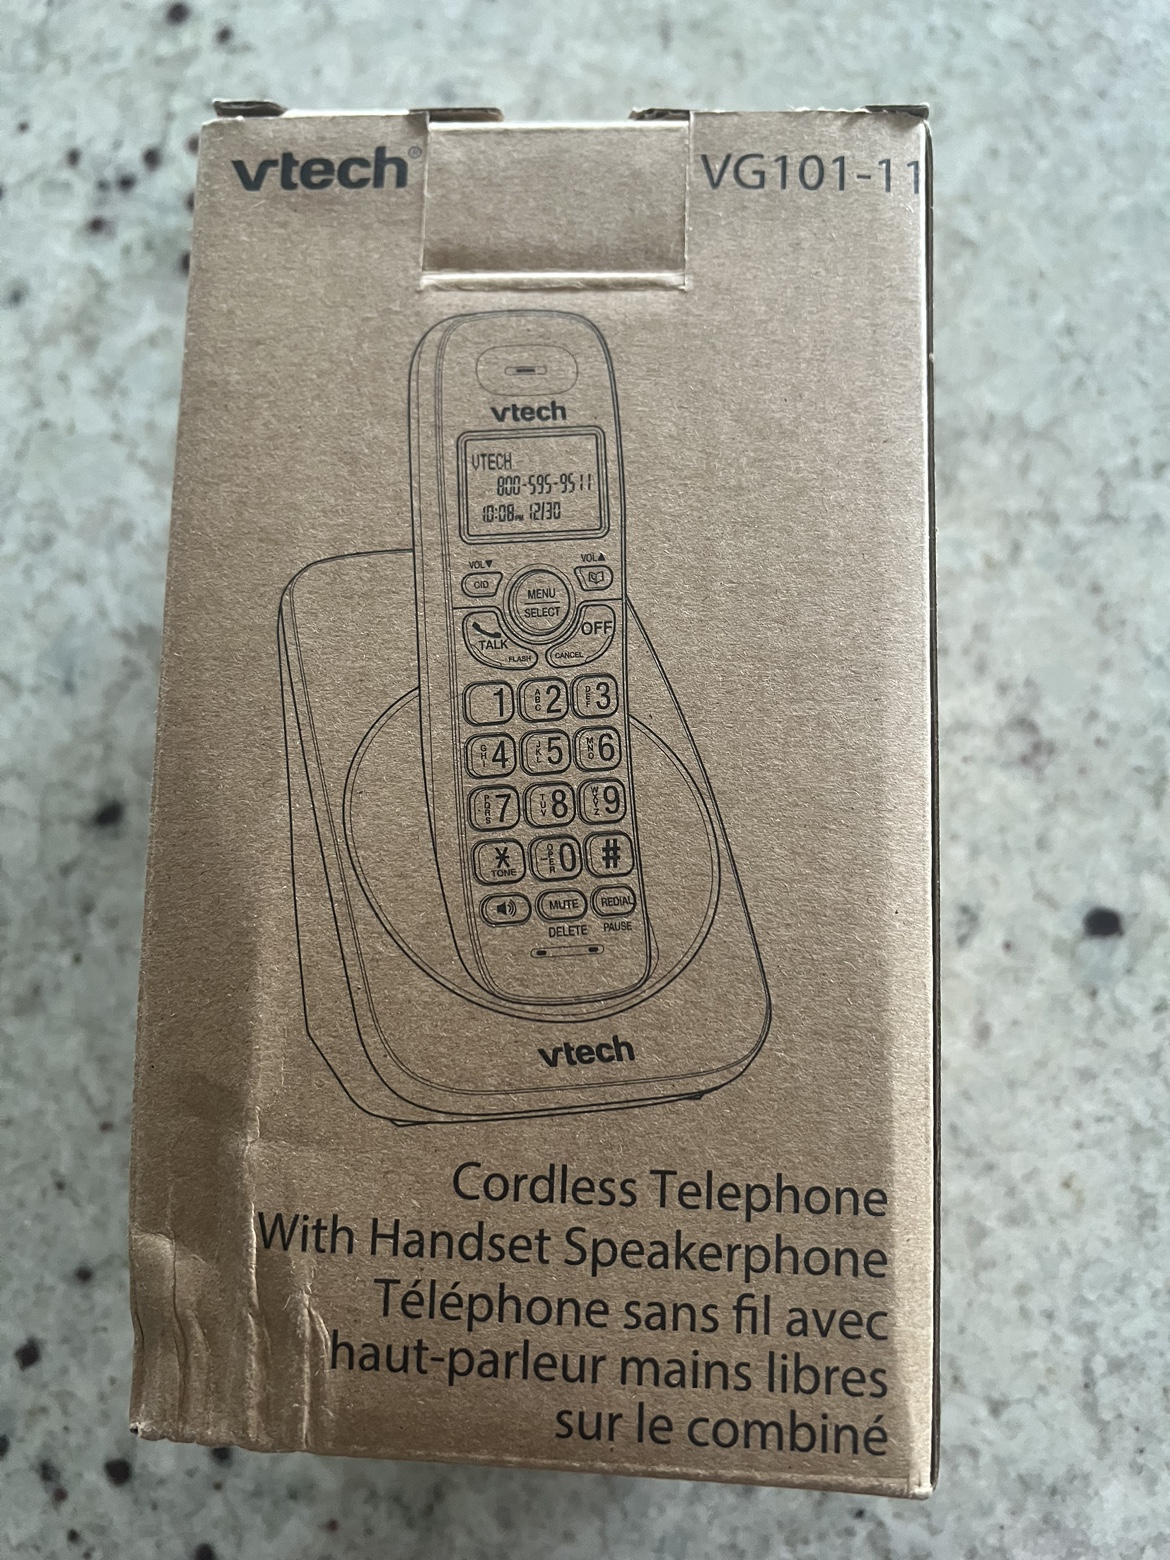 vtech®
VG101-11
vtech
VTECH
800-595-9511
10:08PM 12/30
VOL▼
VOL▲
CID
MENU
SELECT
TALK
OFF
FLASH
CANCEL
1
ABC 2
DEF 3
GHI 4
JKL 5
MNO 6
PQRS 7
TUV 8
WXYZ 9
* TONE
OPER 0
#
MUTE
REDIAL
DELETE
PAUSE
vtech
Cordless Telephone
With Handset Speakerphone
Téléphone sans fil avec
haut-parleur mains libres
sur le combiné